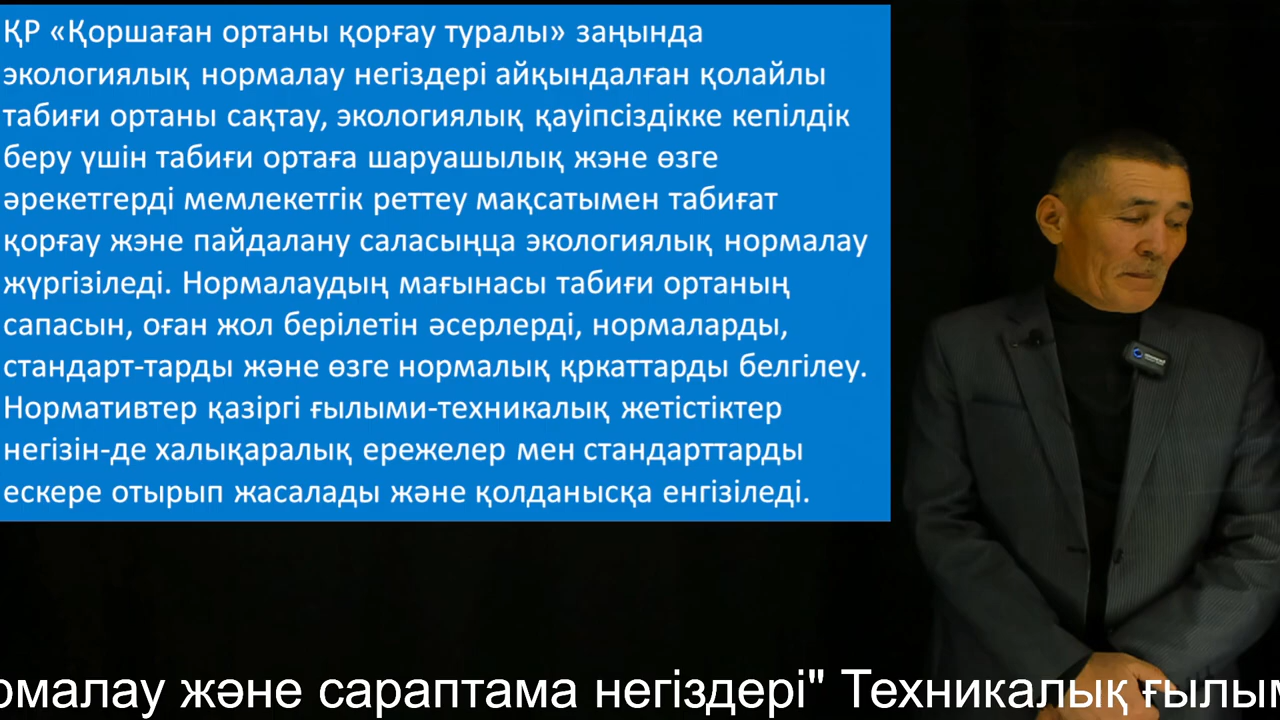 ҚР «Қоршаған ортаны қорғау туралы» заңында
экологиялық нормалау негіздері айқындалған қолайлы
табиғи ортаны сақтау, экологиялық қауіпсіздікке кепілдік
беру үшін табиғи ортаға шаруашылық жэне өзге
әрекетгерді мемлекетгік реттеу мақсатымен табиғат
қорғау жэне пайдалану саласыңца экологиялық нормалау
жүргізіледі. Нормалаудың мағынасы табиғи ортаның
сапасын, оған жол берілетін әсерлерді, нормаларды,
стандарт-тарды және өзге нормалық қркаттарды белгілеу.
Нормативтер қазіргі ғылыми-техникалық жетістіктер
негізін-де халықаралық ережелер мен стандарттарды
ескере отырып жасалады және қолданысқа енгізіледі.
рмалау және сараптама негіздері" Техникалық ғылым